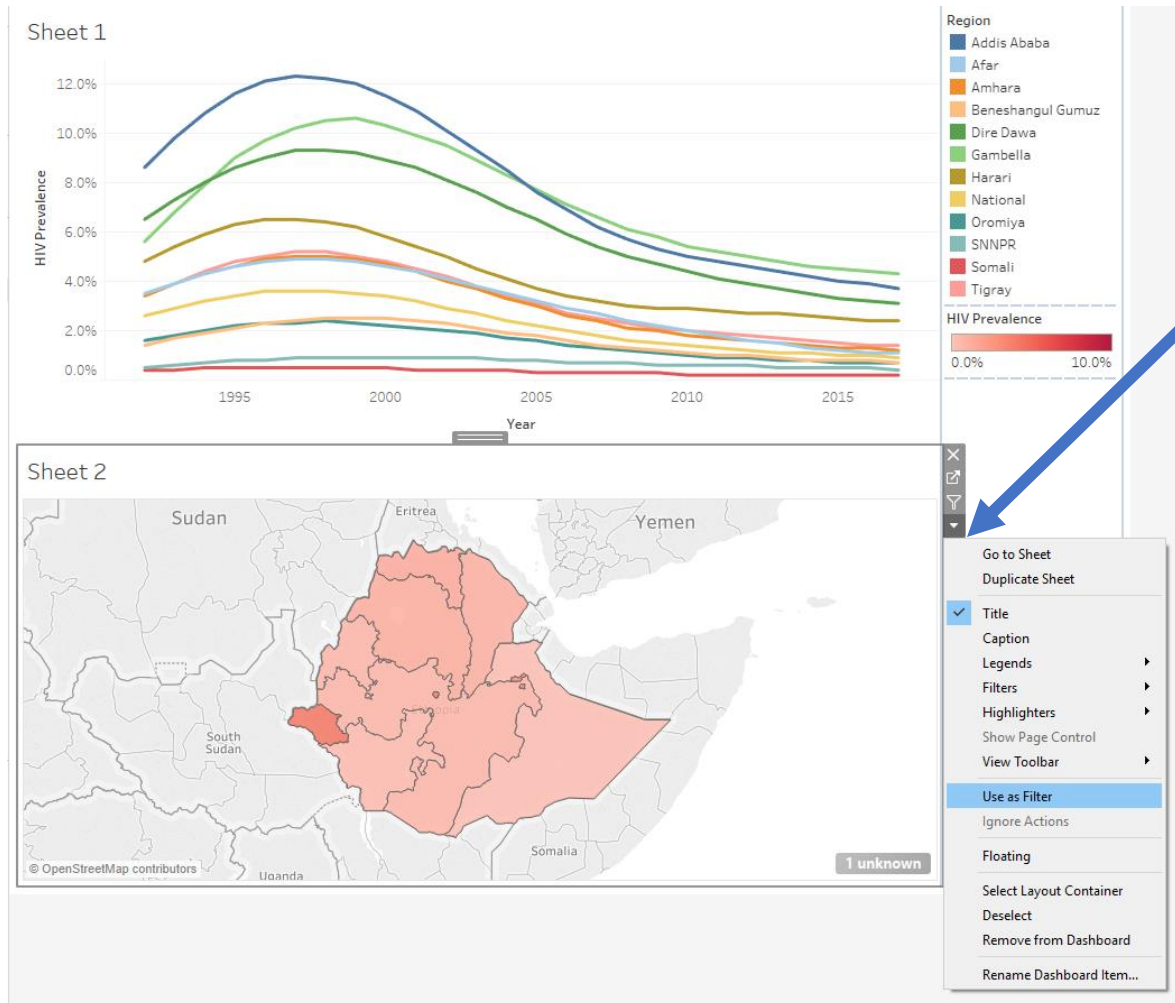 Sheet 1
12.0%
10.0%
8.0%
6.0%
4.0%
2.0%
0.0%
HIV Prevalence
1995
2000
2005
2010
2015
Year
Region
Addis Ababa
Afar
Amhara
Beneshangul Gumuz
Dire Dawa
Gambella
Harari
National
Oromiya
SNNPR
Somali
Tigray
HIV Prevalence
0.0% 10.0%
Sheet 2
Sudan
Eritrea
Yemen
Ethiopia
South
Sudan
Somalia
Uganda
© OpenStreetMap contributors
1 unknown
Go to Sheet
Duplicate Sheet
Title
Caption
Legends
Filters
Highlighters
Show Page Control
View Toolbar
Use as Filter
Ignore Actions
Floating
Select Layout Container
Deselect
Remove from Dashboard
Rename Dashboard Item...